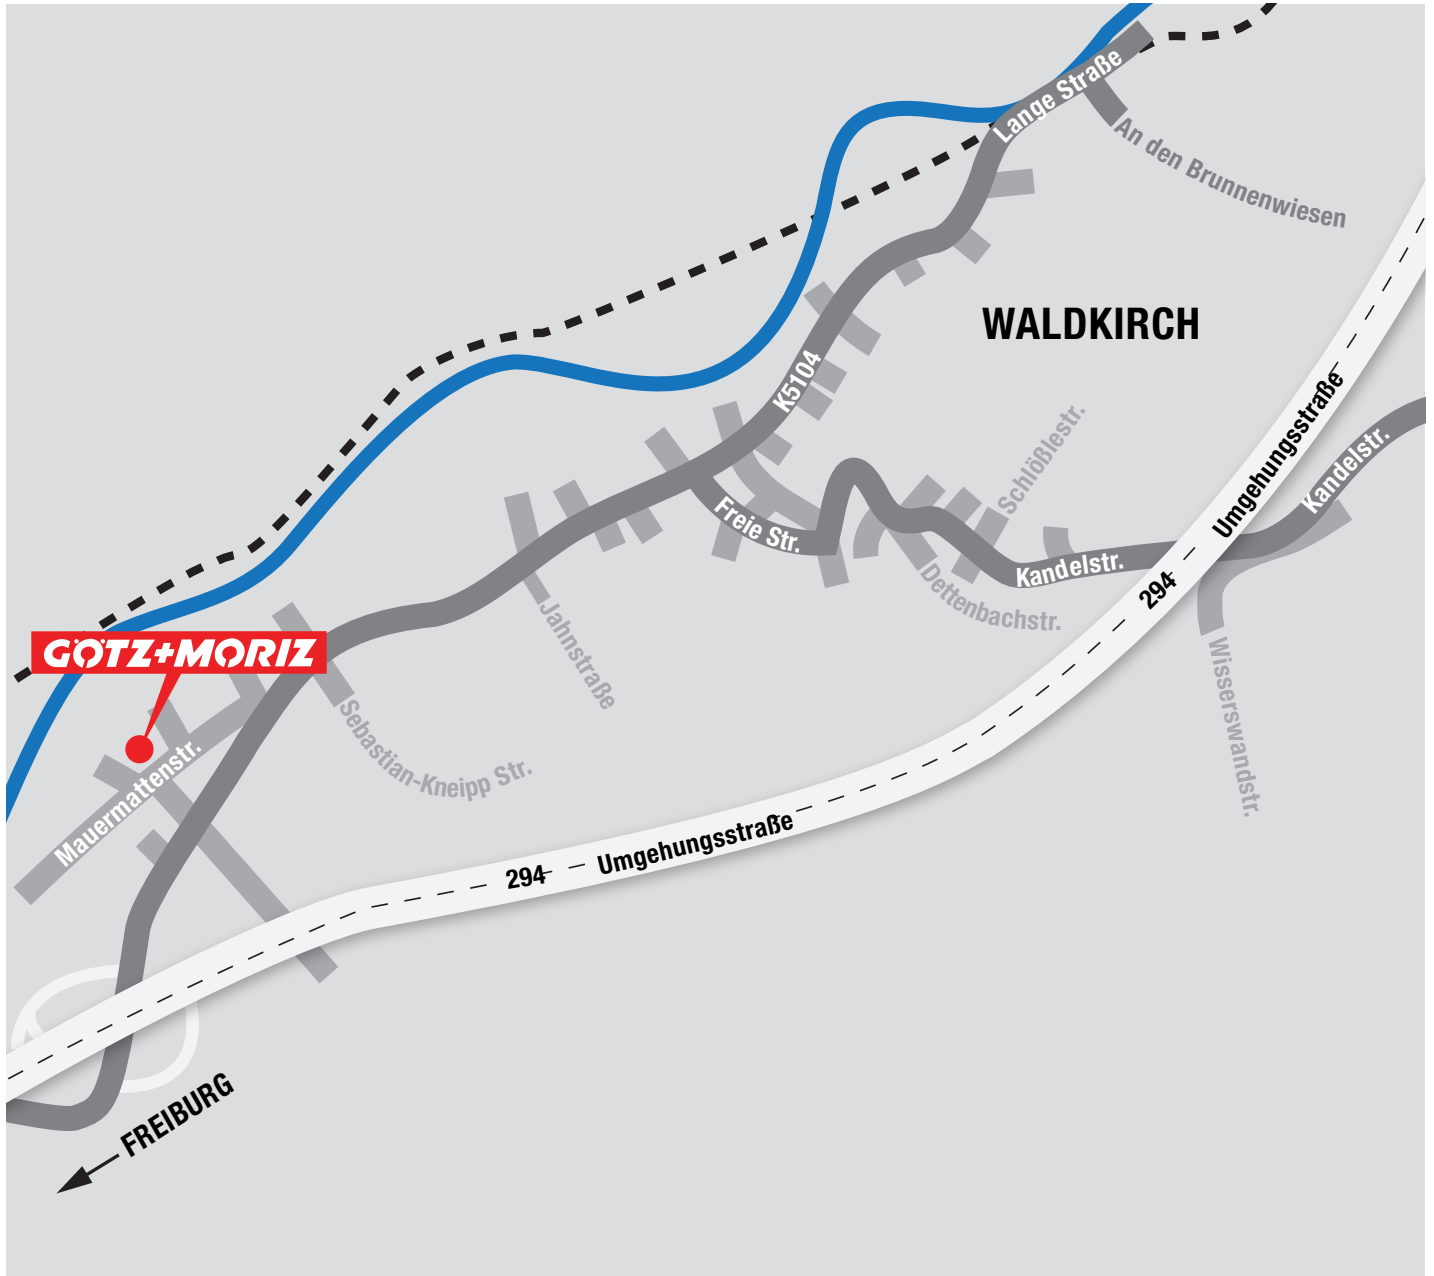 Lange Straße
An den Brunnenwiesen
WALDKIRCH
K5104
Umgehungsstraße
Kandelstr.
Schlößlestr.
Freie Str.
Kandelstr.
Dettenbachstr.
294
Jahnstraße
GÖTZ+MORIZ
Wisserswandstr.
Sebastian-Kneipp Str.
Mauermattenstr.
294
Umgehungsstraße
FREIBURG